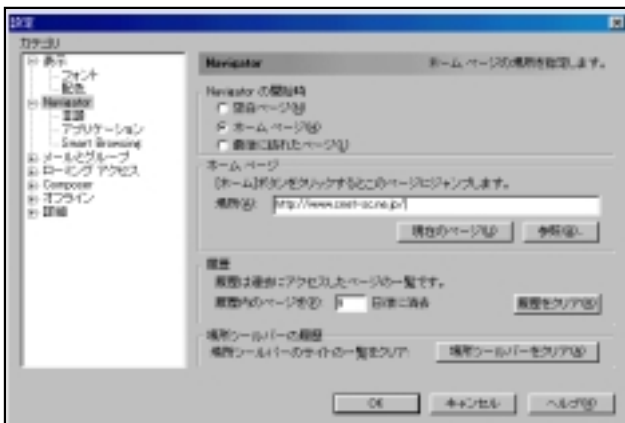 設定
カテゴリ
表示
フォント
配色
Navigator
言語
アプリケーション
Smart Browsing
メールとグループ
ローミング アクセス
Composer
オフライン
詳細
Navigator
ホーム ページの場所を指定します。
Navigator の開始時
空白ページ(B)
ホーム ページ(H)
最後に訪れたページ(L)
ホーム ページ
[ホーム]ボタンをクリックするとこのページにジャンプします。
場所(A):
現在のページ(U)
参照(B)...
履歴
履歴は過去にアクセスしたページの一覧です。
履歴内のページを 日後に消去
履歴をクリア
場所ツールバーの履歴
場所ツールバーのサイトの一覧をクリア:
場所ツールバーをクリア
OK
キャンセル
ヘルプ(H)